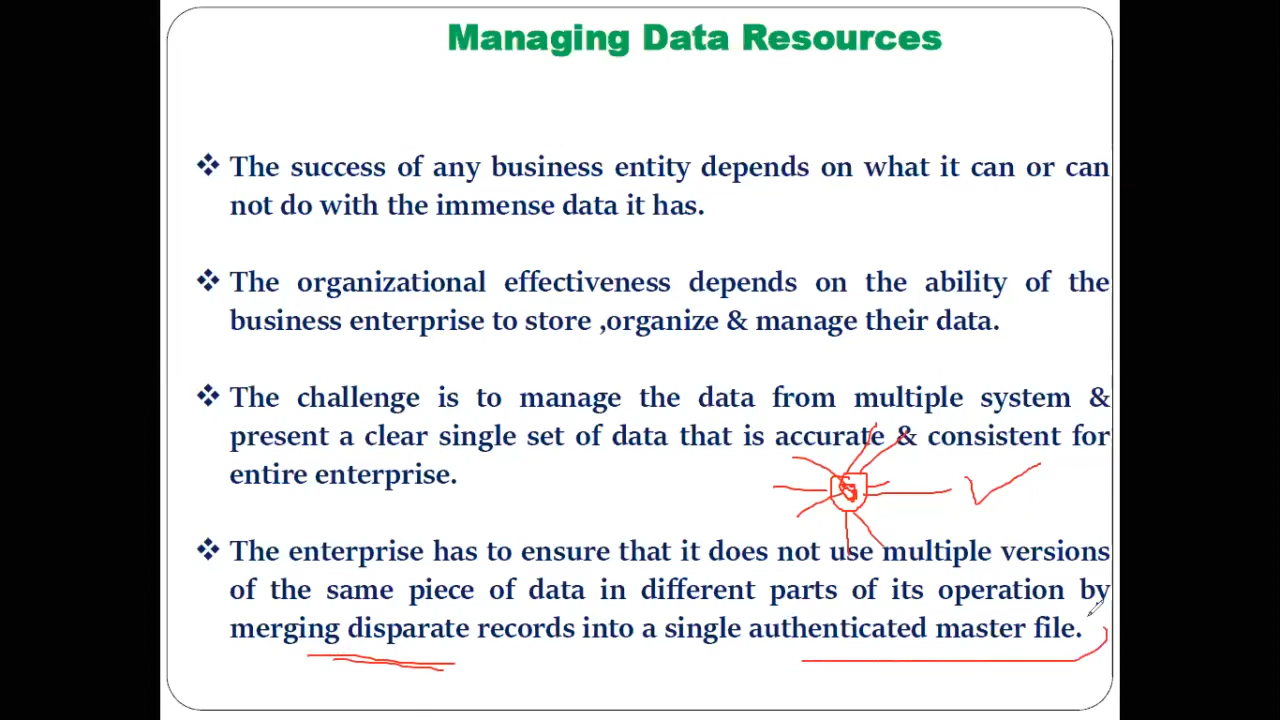 Managing Data Resources
❖ The success of any business entity depends on what it can or can
not do with the immense data it has.
❖ The organizational effectiveness depends on the ability of the
business enterprise to store ,organize & manage their data.
❖ The challenge is to manage the data from multiple system &
present a clear single set of data that is accurate & consistent for
entire enterprise.
❖ The enterprise has to ensure that it does not use multiple versions
of the same piece of data in different parts of its operation by
merging disparate records into a single authenticated master file.